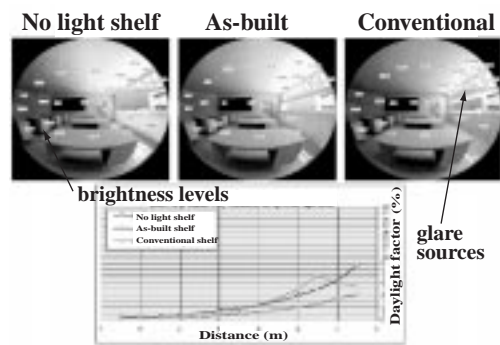 No light shelf As-built Conventional
brightness levels
glare
sources
No light shelf
As-built shelf
Conventional shelf
Daylight factor (%)
Distance (m)